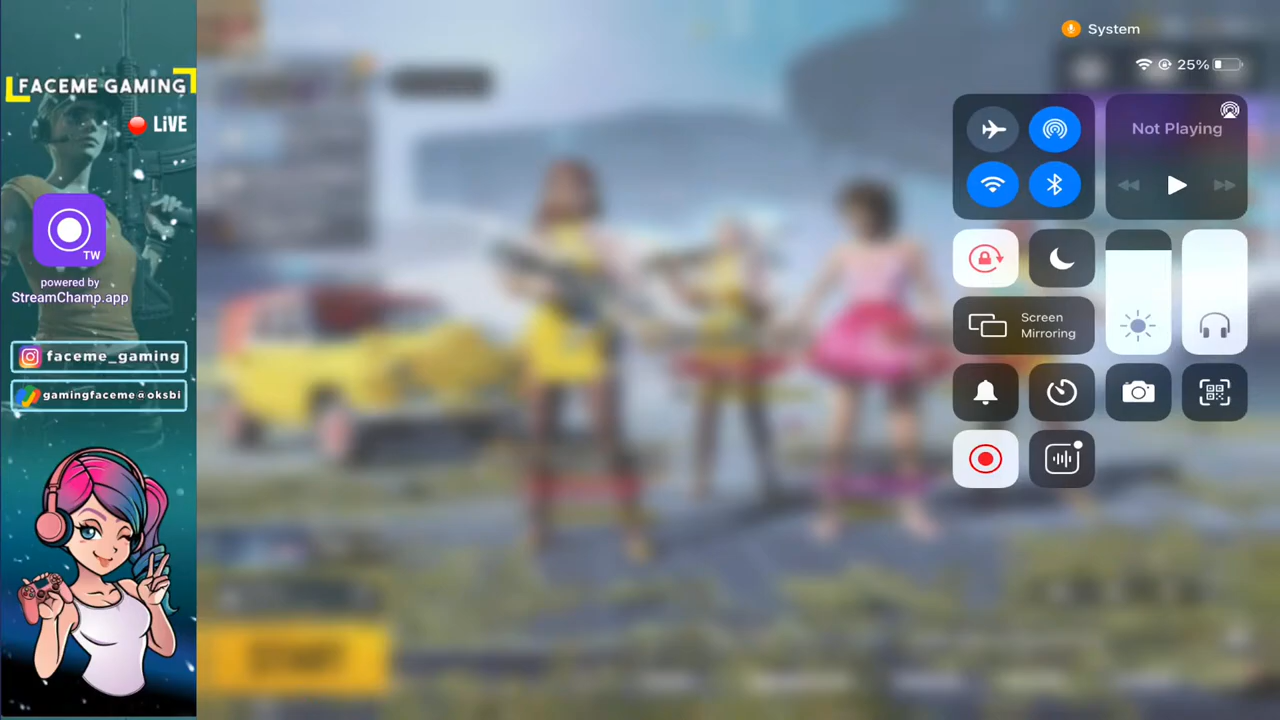 FACEME GAMING
LiVE
TW
powered by
StreamChamp.app
faceme_gaming
gamingfaceme@oksbi
System
25%
Not Playing
Screen
Mirroring